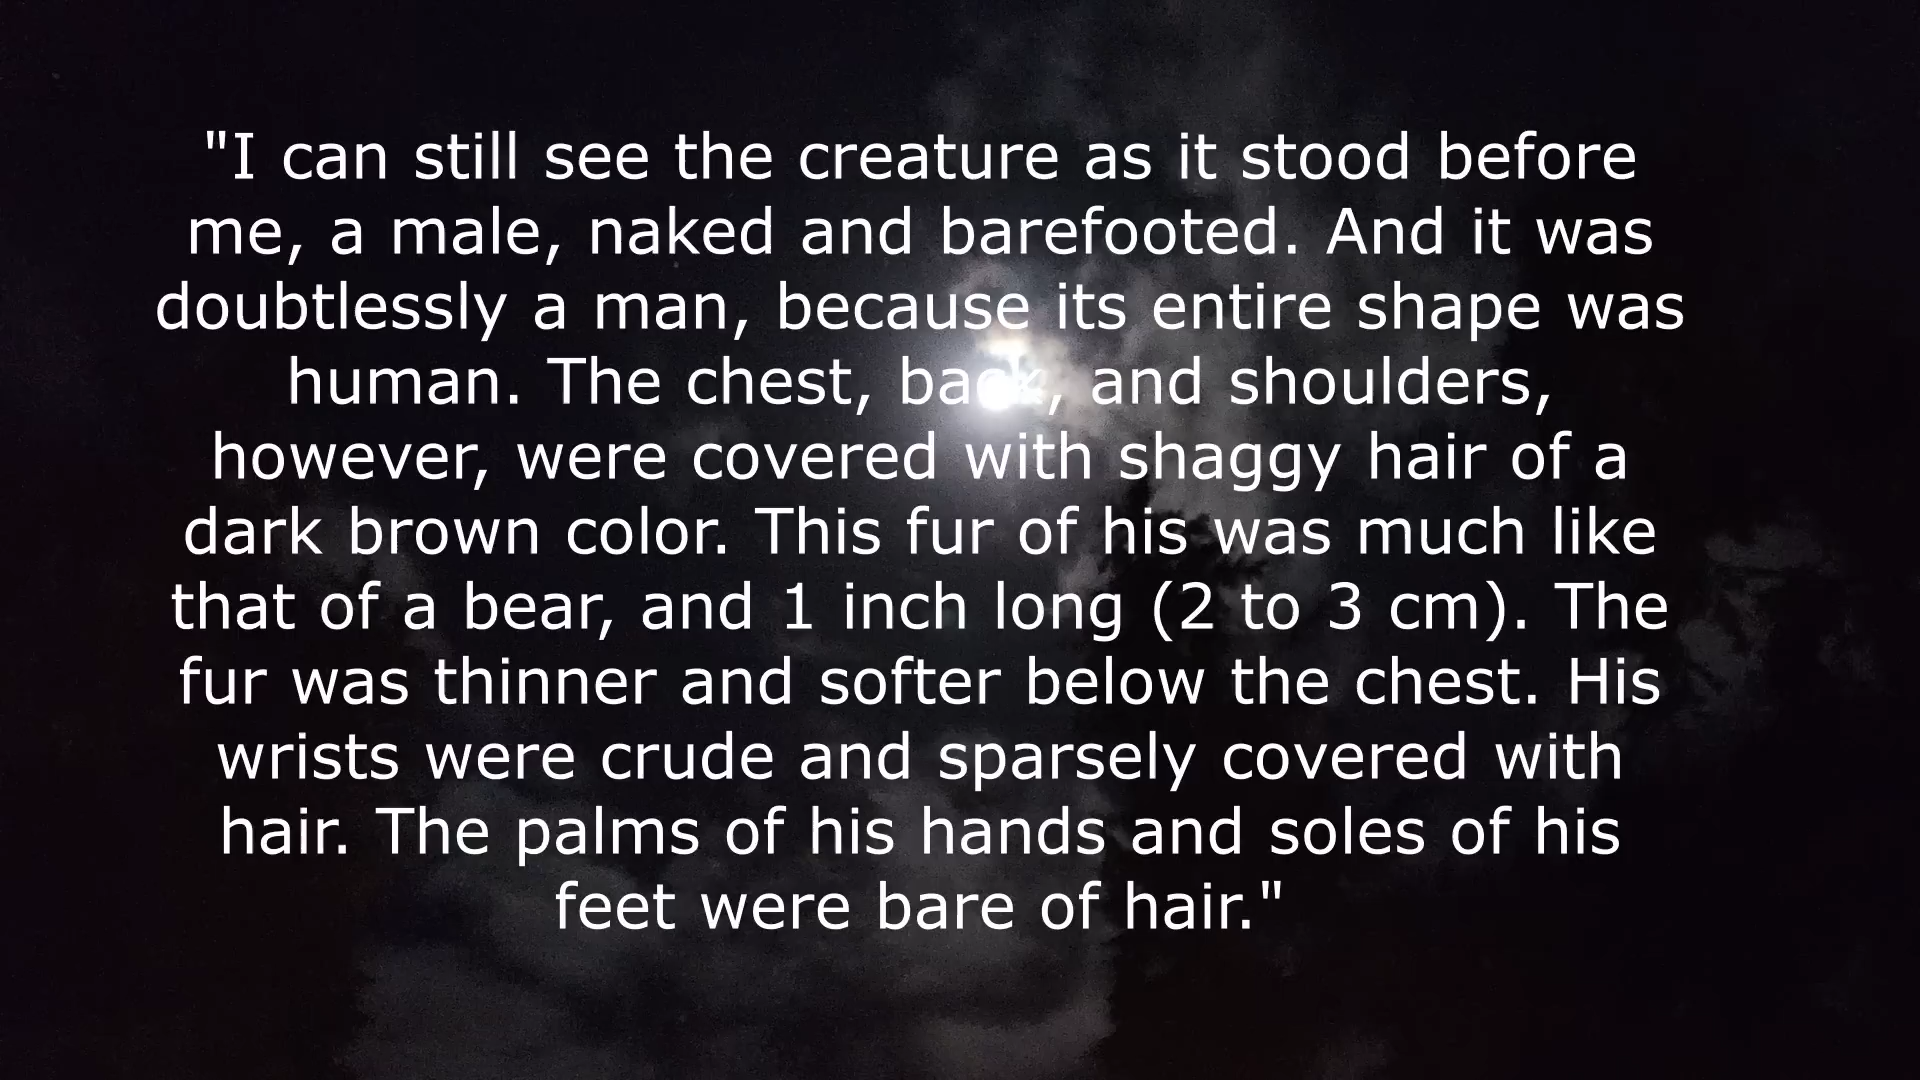 "I can still see the creature as it stood before
me, a male, naked and barefooted. And it was
doubtlessly a man, because its entire shape was
human. The chest, back, and shoulders,
however, were covered with shaggy hair of a
dark brown color. This fur of his was much like
that of a bear, and 1 inch long (2 to 3 cm). The
fur was thinner and softer below the chest. His
wrists were crude and sparsely covered with
hair. The palms of his hands and soles of his
feet were bare of hair."